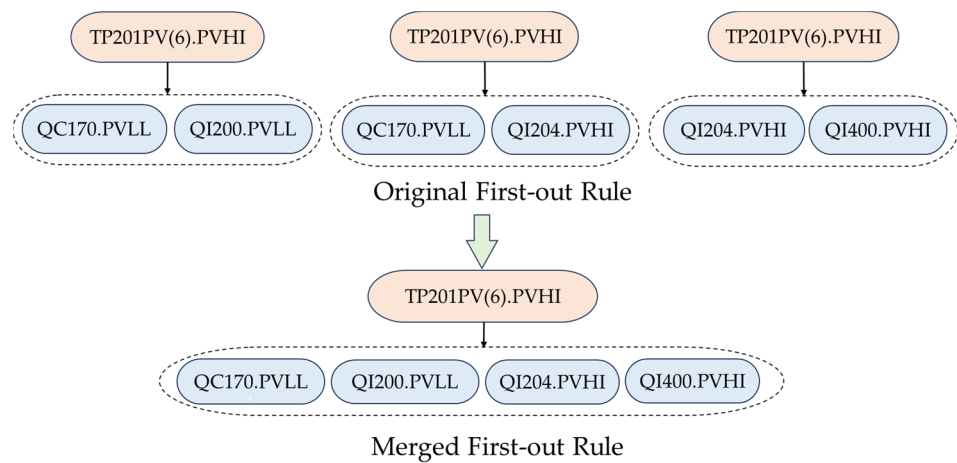 TP201PV(6).PVHI TP201PV(6).PVHI TP201PV(6).PVHI
QC170.PVLL QI200.PVLL QC170.PVLL QI204.PVHI QI204.PVHI QI400.PVHI
Original First-out Rule
TP201PV(6).PVHI
QC170.PVLL QI200.PVLL QI204.PVHI QI400.PVHI
Merged First-out Rule